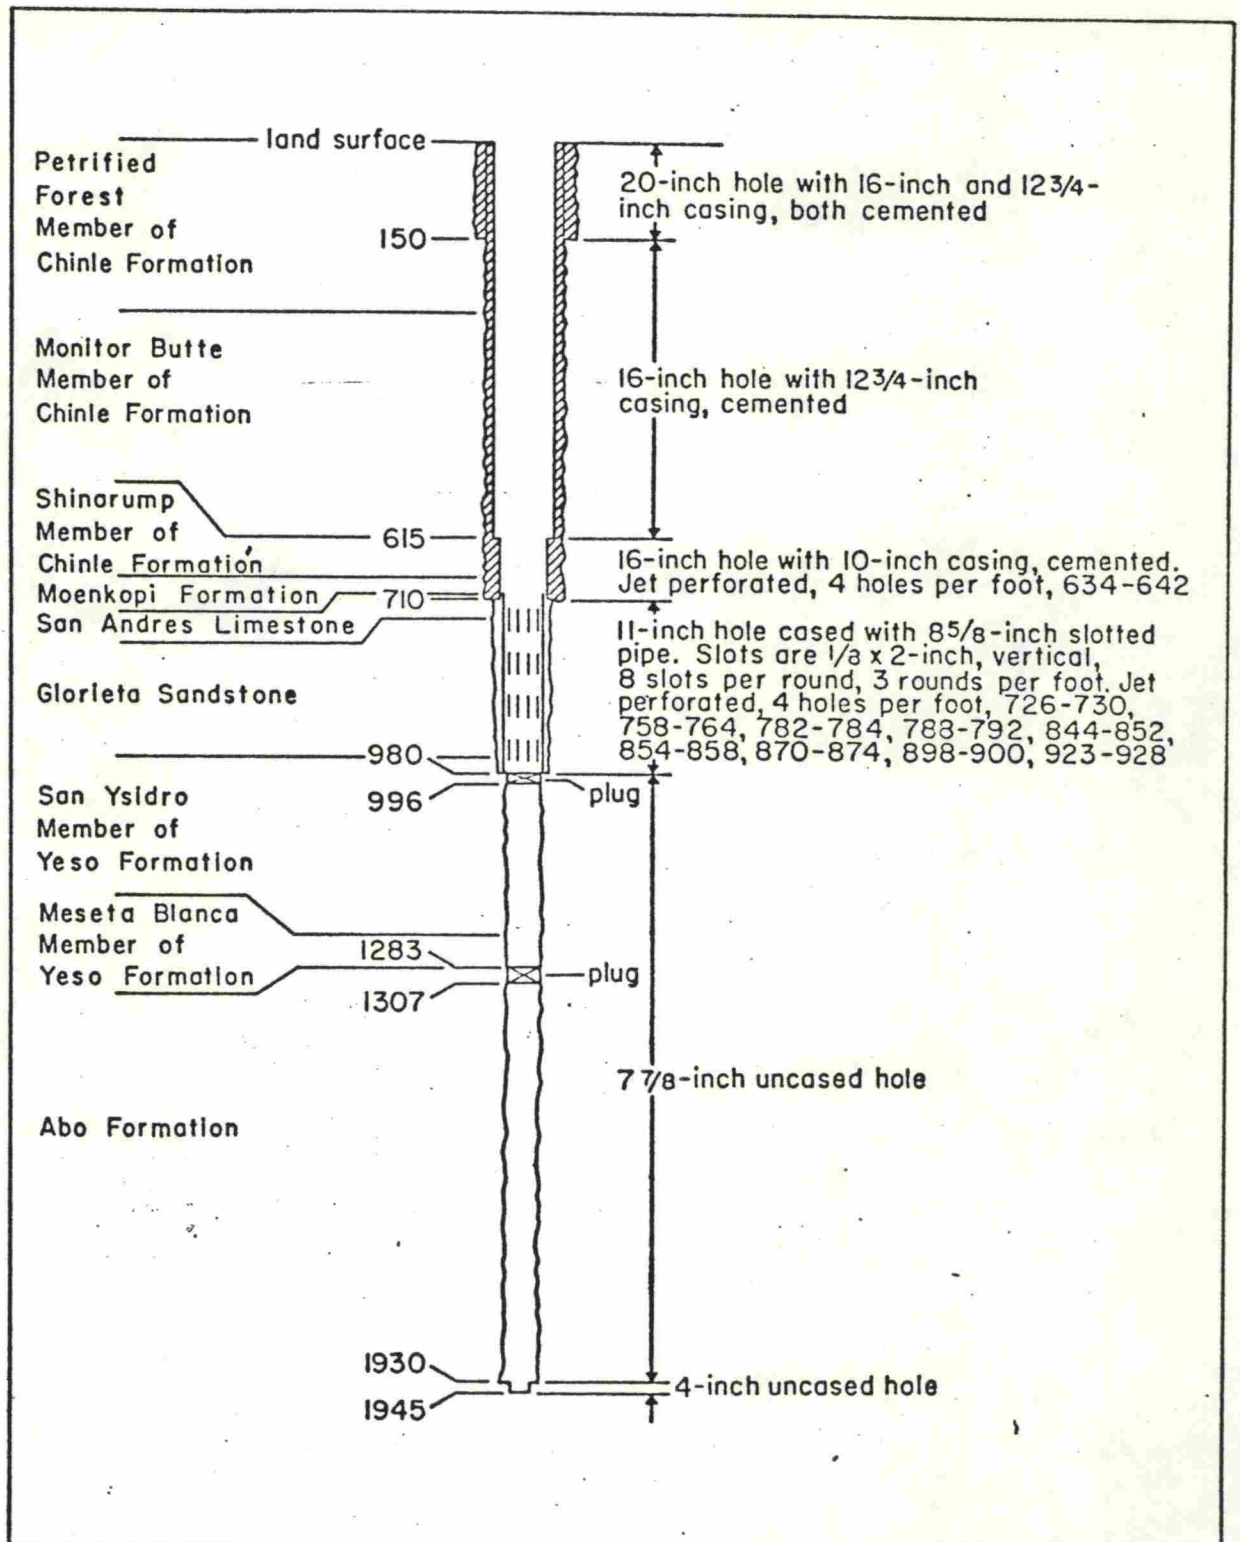 land surface
Petrified
Forest
Member of
Chinle Formation
150
20-inch hole with 16-inch and 12 3/4-
inch casing, both cemented
Monitor Butte
Member of
Chinle Formation
16-inch hole with 12 3/4-inch
casing, cemented
Shinarump
Member of
Chinle Formation
615
16-inch hole with 10-inch casing, cemented.
Jet perforated, 4 holes per foot, 634-642
Moenkopi Formation
710
San Andres Limestone
11-inch hole cased with 8 5/8-inch slotted
pipe. Slots are 1/8 x 2-inch, vertical,
8 slots per round, 3 rounds per foot. Jet
perforated, 4 holes per foot, 726-730,
758-764, 782-784, 788-792, 844-852,
854-858, 870-874, 898-900, 923-928
Glorieta Sandstone
980
996
plug
San Ysidro
Member of
Yeso Formation
Meseta Blanca
Member of
Yeso Formation
1283
1307
plug
7 7/8-inch uncased hole
Abo Formation
1930
1945
4-inch uncased hole